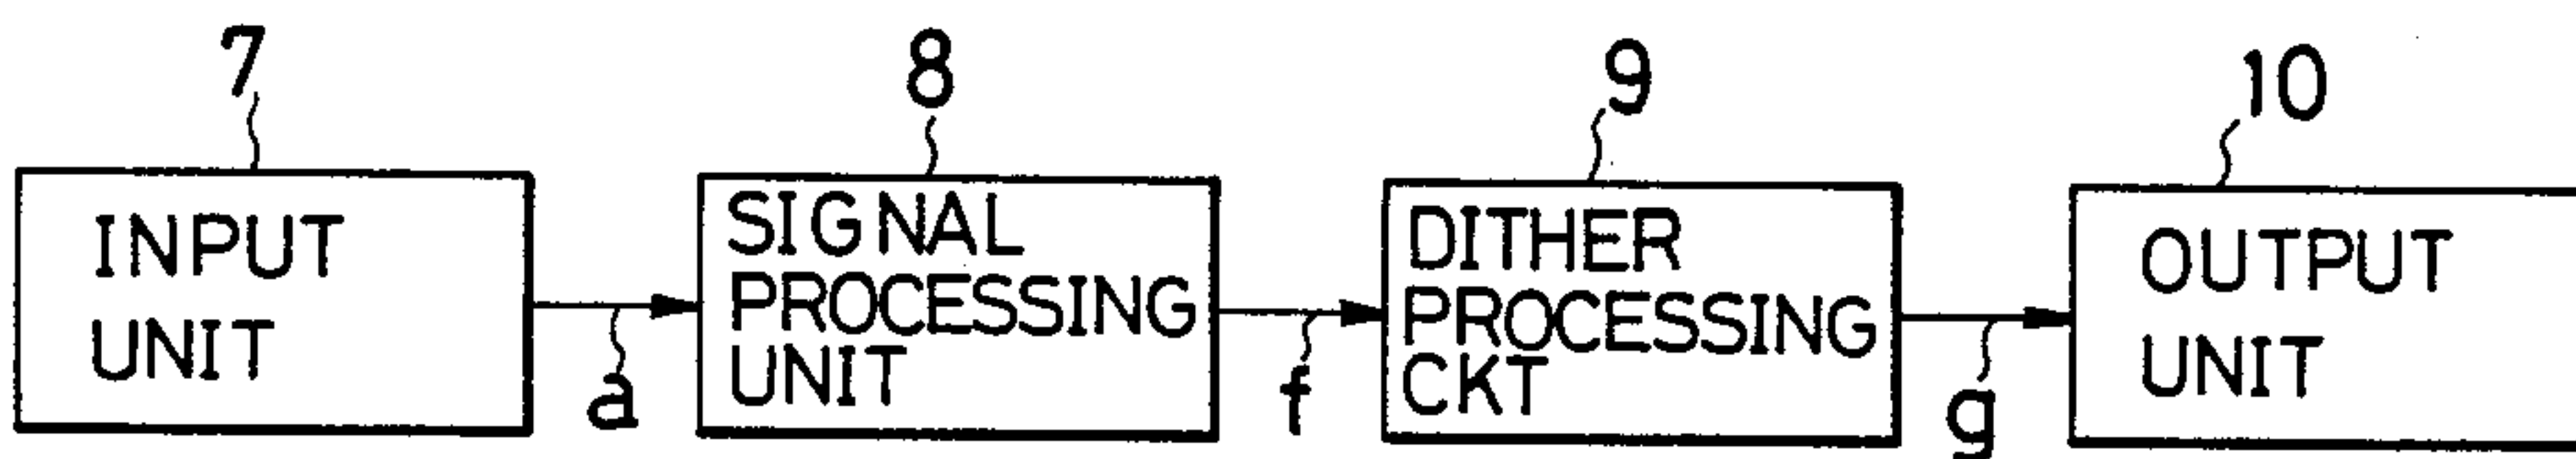 7
INPUT
UNIT
a
8
SIGNAL
PROCESSING
UNIT
f
9
DITHER
PROCESSING
CKT
g
10
OUTPUT
UNIT